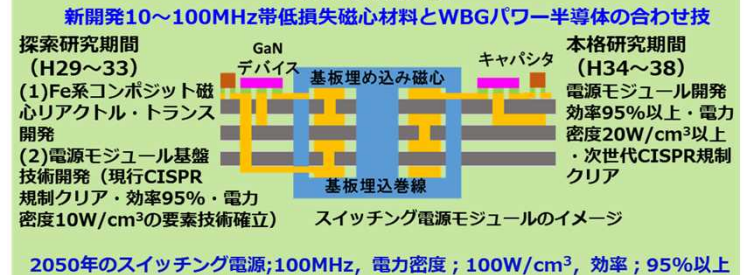 新開発10～100MHz帯低損失磁心材料とWBGパワー半導体の合わせ技
探索研究期間
（H29～33）
(1)Fe系コンポジット磁
心リアクトル・トランス
開発
(2)電源モジュール基盤
技術開発（現行CISPR
規制クリア・効率95%・電力
密度10W/cm³の要素技術確立）
GaN
デバイス
基板埋め込み磁心
キャパシタ
基板埋込巻線
スイッチング電源モジュールのイメージ
本格研究期間
（H34～38）
電源モジュール開発
効率95%以上・電力
密度20W/cm³以上
・次世代CISPR規制
クリア
2050年のスイッチング電源;100MHz，電力密度；100W/cm³，効率；95%以上